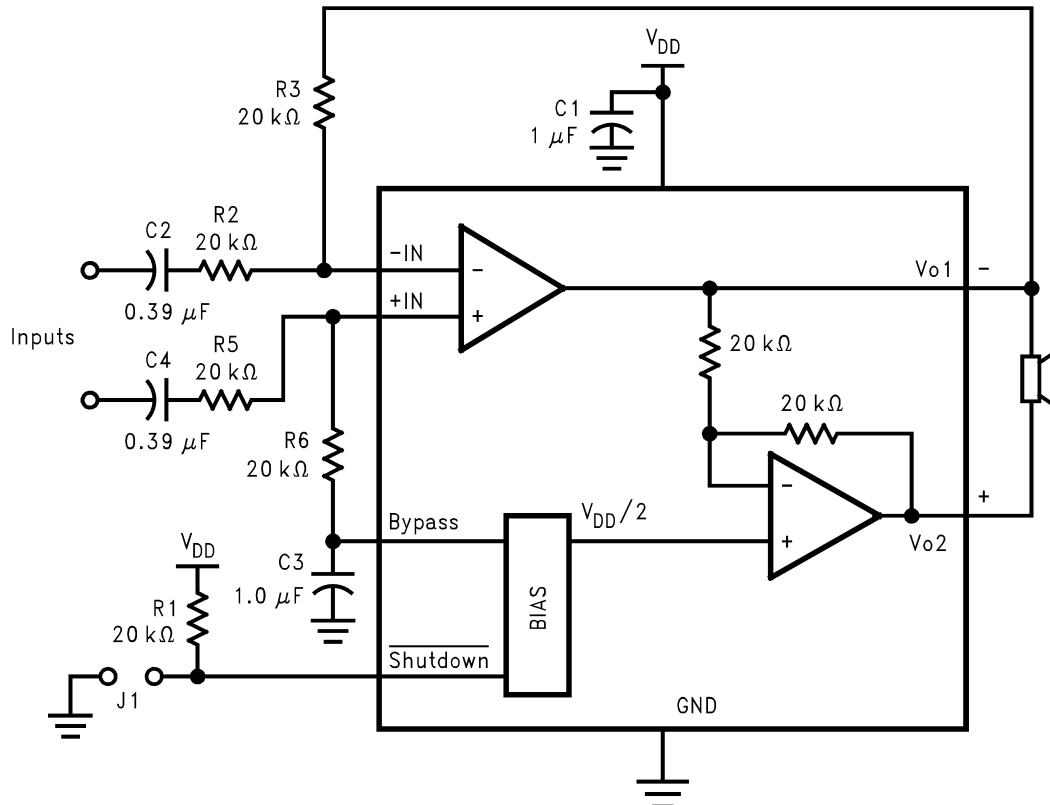 V_DD
R3
20 kΩ
C1
1 µF
C2
R2
20 kΩ
0.39 µF
-IN
-
+IN
+
Vo1
-
Inputs
C4
R5
20 kΩ
0.39 µF
20 kΩ
20 kΩ
R6
20 kΩ
-
+
Bypass
V_DD/2
+
Vo2
C3
1.0 µF
BIAS
V_DD
R1
20 kΩ
Shutdown
J1
GND